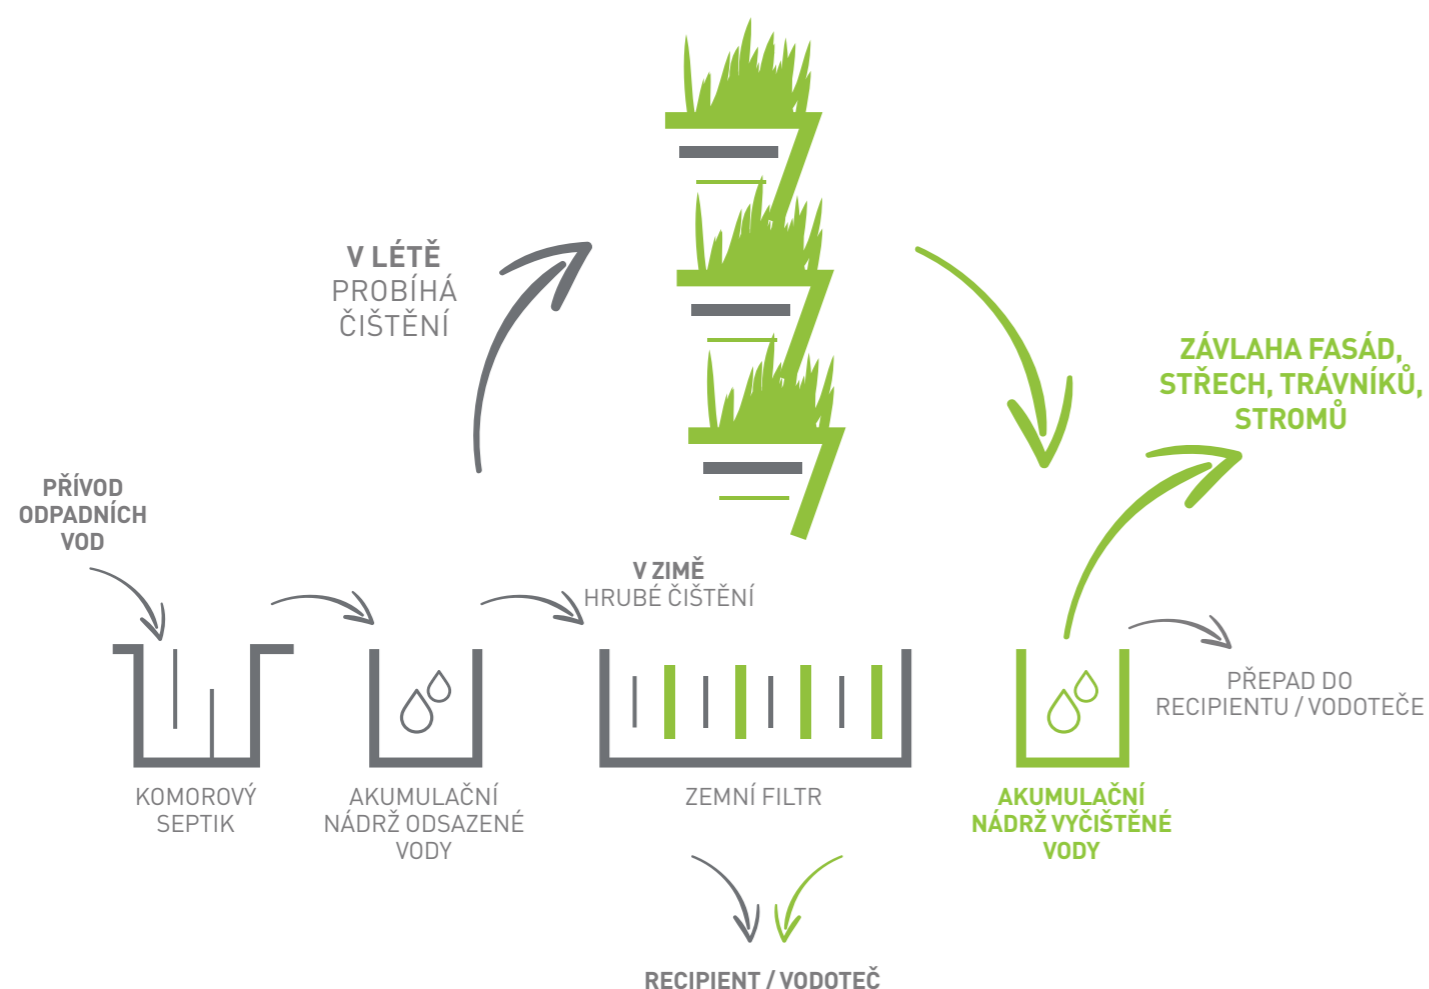 V LÉTĚ
PROBÍHÁ
ČIŠTĚNÍ
ZÁVLAHA FASÁD,
STŘECH, TRÁVNÍKŮ,
STROMŮ
PŘÍVOD
ODPADNÍCH
VOD
V ZIMĚ
HRUBÉ ČIŠTĚNÍ
PŘEPAD DO
RECIPIENTU / VODOTEČE
KOMOROVÝ
SEPTIK
AKUMULAČNÍ
NÁDRŽ ODSAZENÉ
VODY
ZEMNÍ FILTR
AKUMULAČNÍ
NÁDRŽ VYČIŠTĚNÉ
VODY
RECIPIENT / VODOTEČ